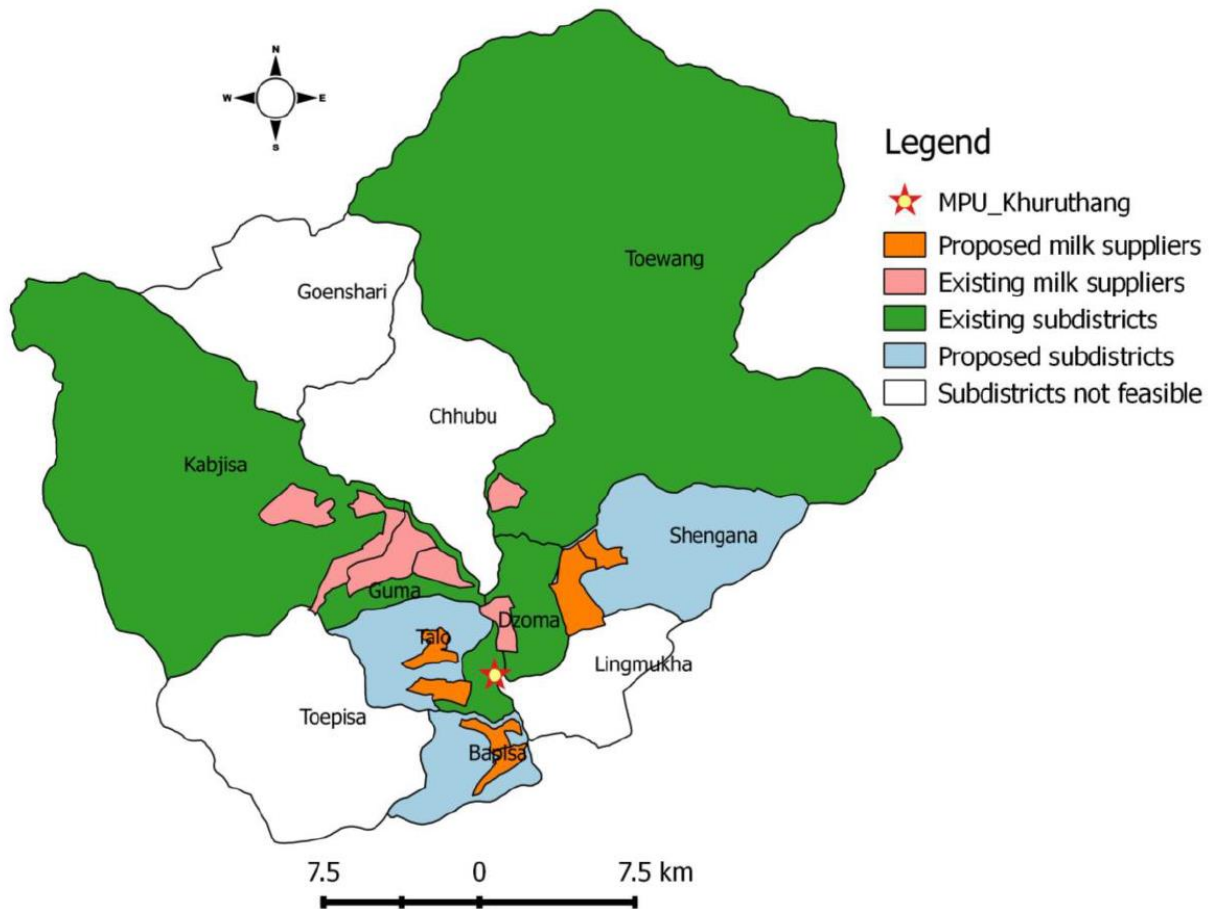 N
W E
S
Legend
MPU_Khuruthang
Proposed milk suppliers
Existing milk suppliers
Existing subdistricts
Proposed subdistricts
Subdistricts not feasible
Toewang
Goenshari
Chhubu
Kabjisa
Shengana
Guma
Dzoma
Talo
Lingmukha
Toepisa
Bapisa
7.5 0 7.5 km